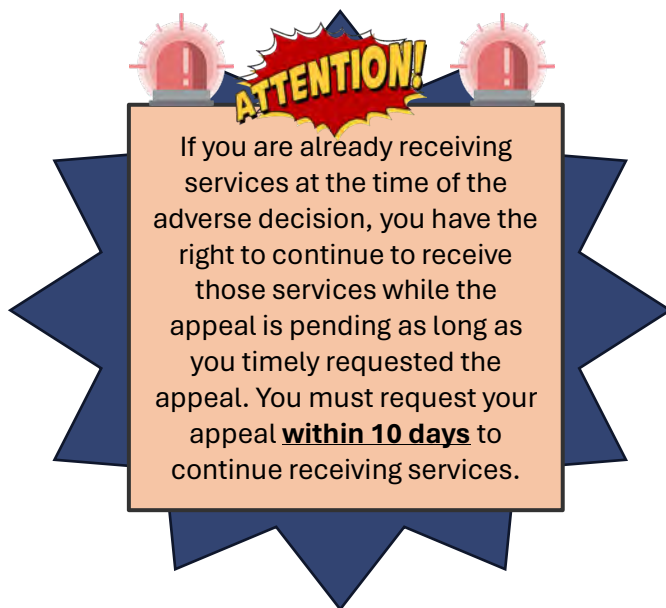 ATTENTION!
If you are already receiving
services at the time of the
adverse decision, you have the
right to continue to receive
those services while the
appeal is pending as long as
you timely requested the
appeal. You must request your
appeal within 10 days to
continue receiving services.